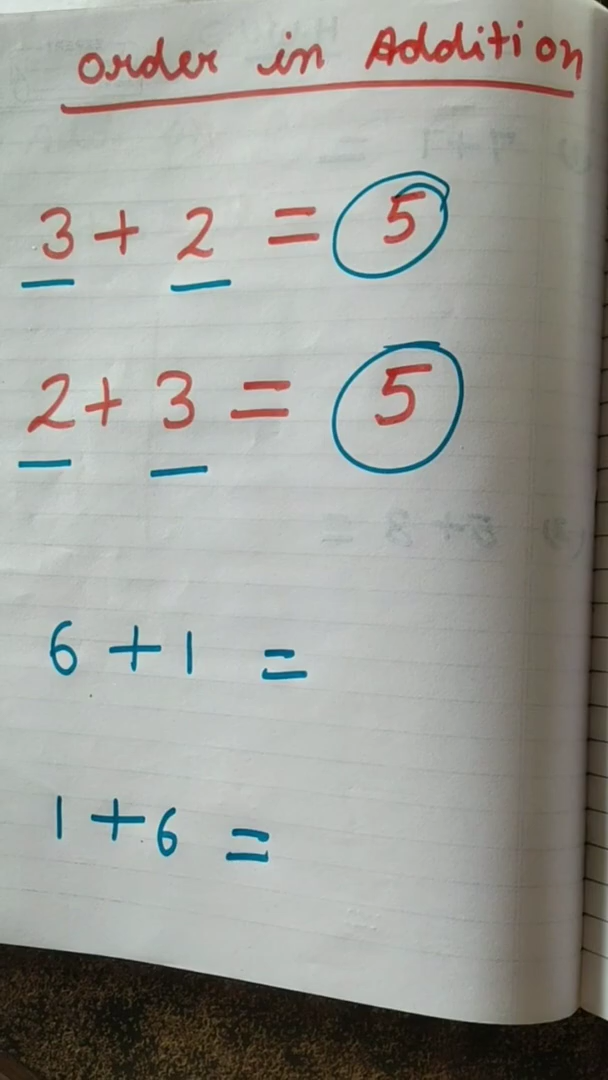 Order in Addition
3 + 2 = 5
2 + 3 = 5
6 + 1 =
1 + 6 =